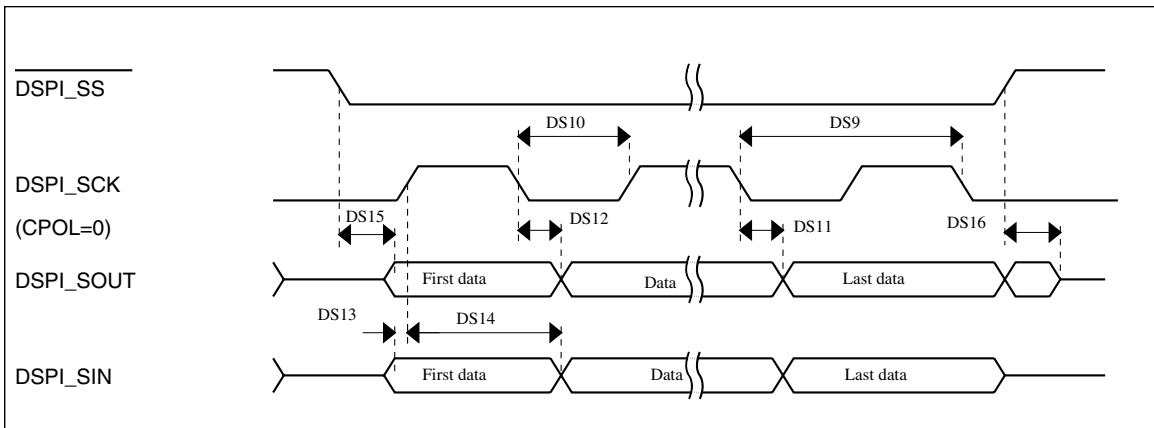 DSPI_SS
DS10
DS9
DSPI_SCK
(CPOL=0)
DS15
DS12
DS11
DS16
DSPI_SOUT
First data
Data
Last data
DS13
DS14
DSPI_SIN
First data
Data
Last data